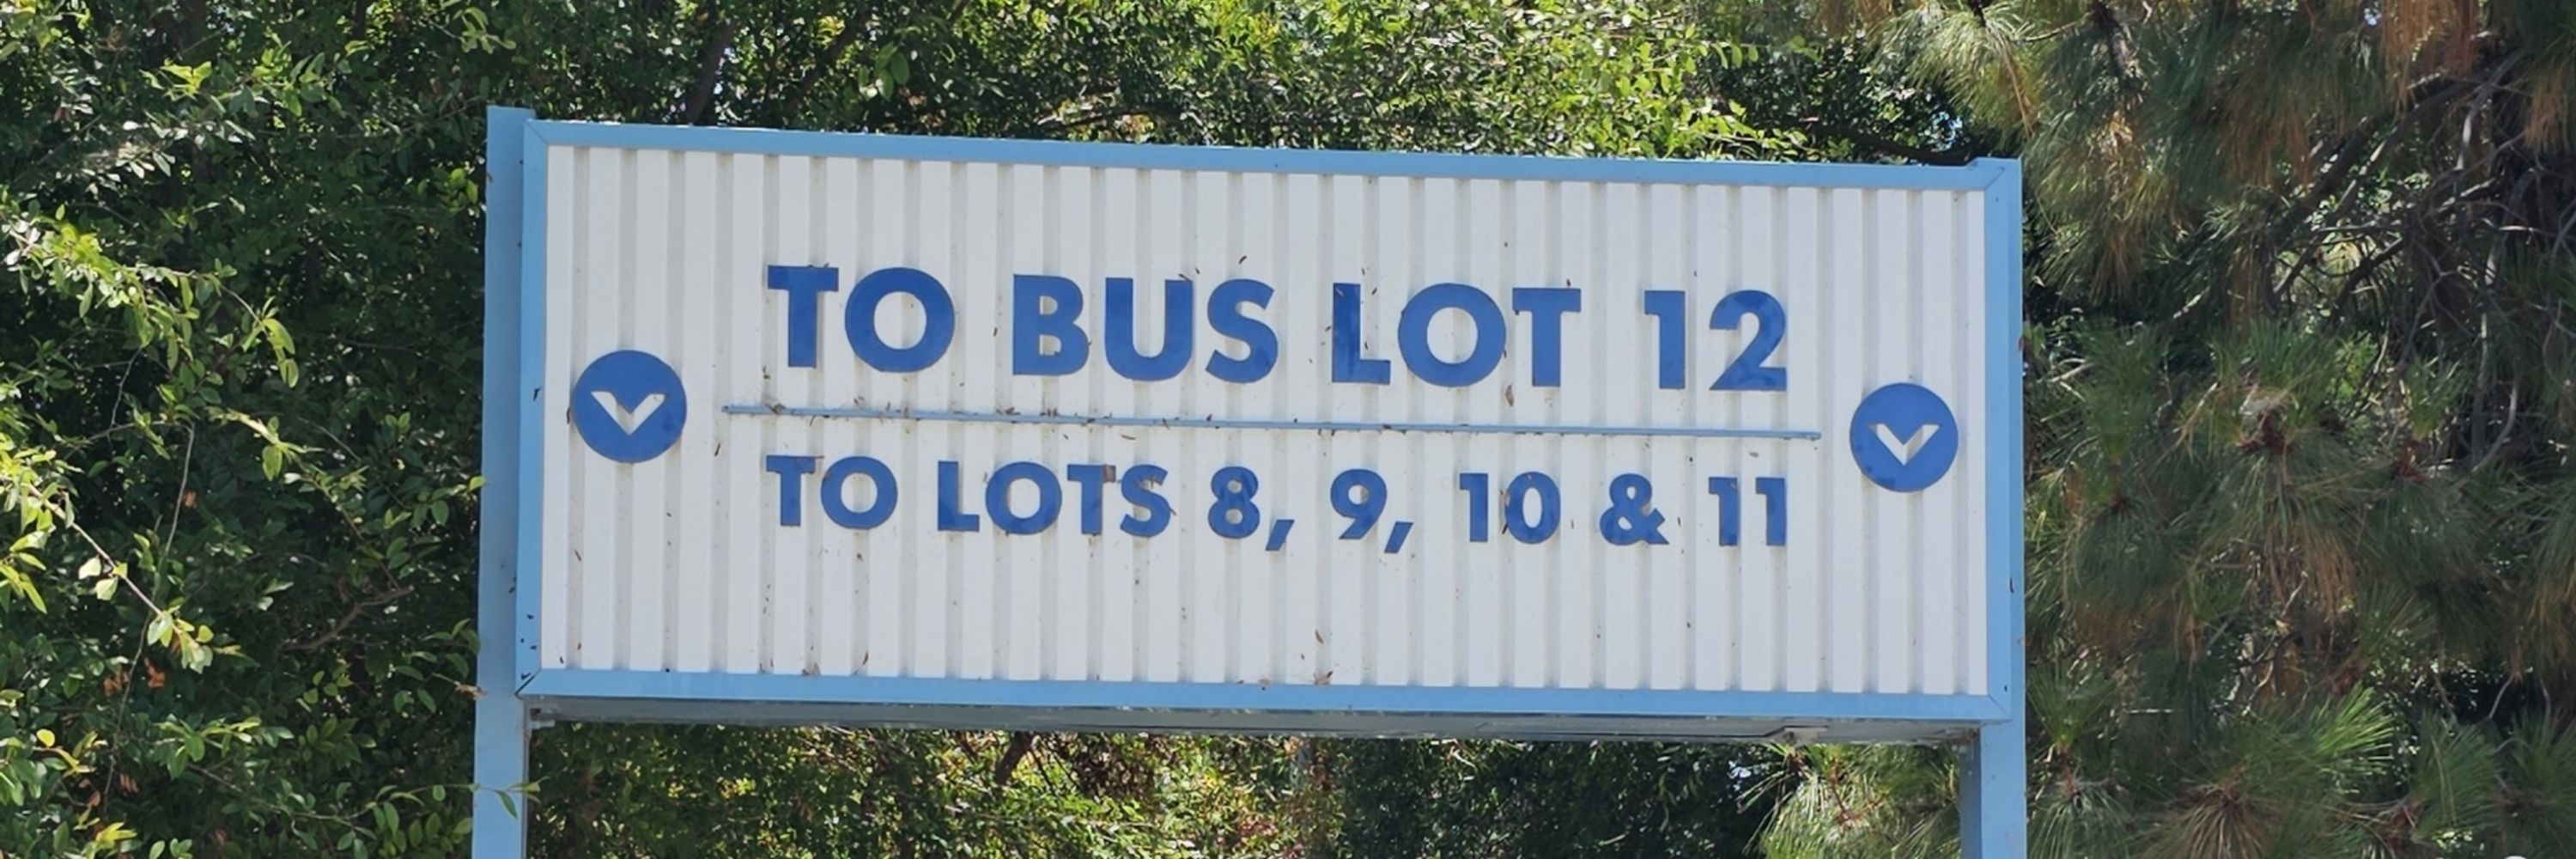 TO BUS LOT 12
TO LOTS 8, 9, 10 & 11